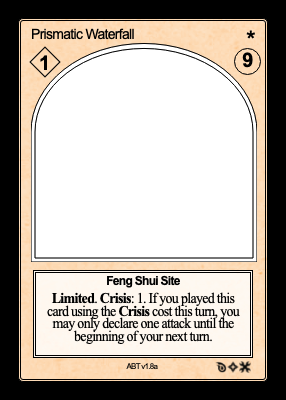 Prismatic Waterfall
*
1
9
Feng Shui Site
Limited. Crisis: 1. If you played this
card using the Crisis cost this turn, you
may only declare one attack until the
beginning of your next turn.
ABT v1.8a